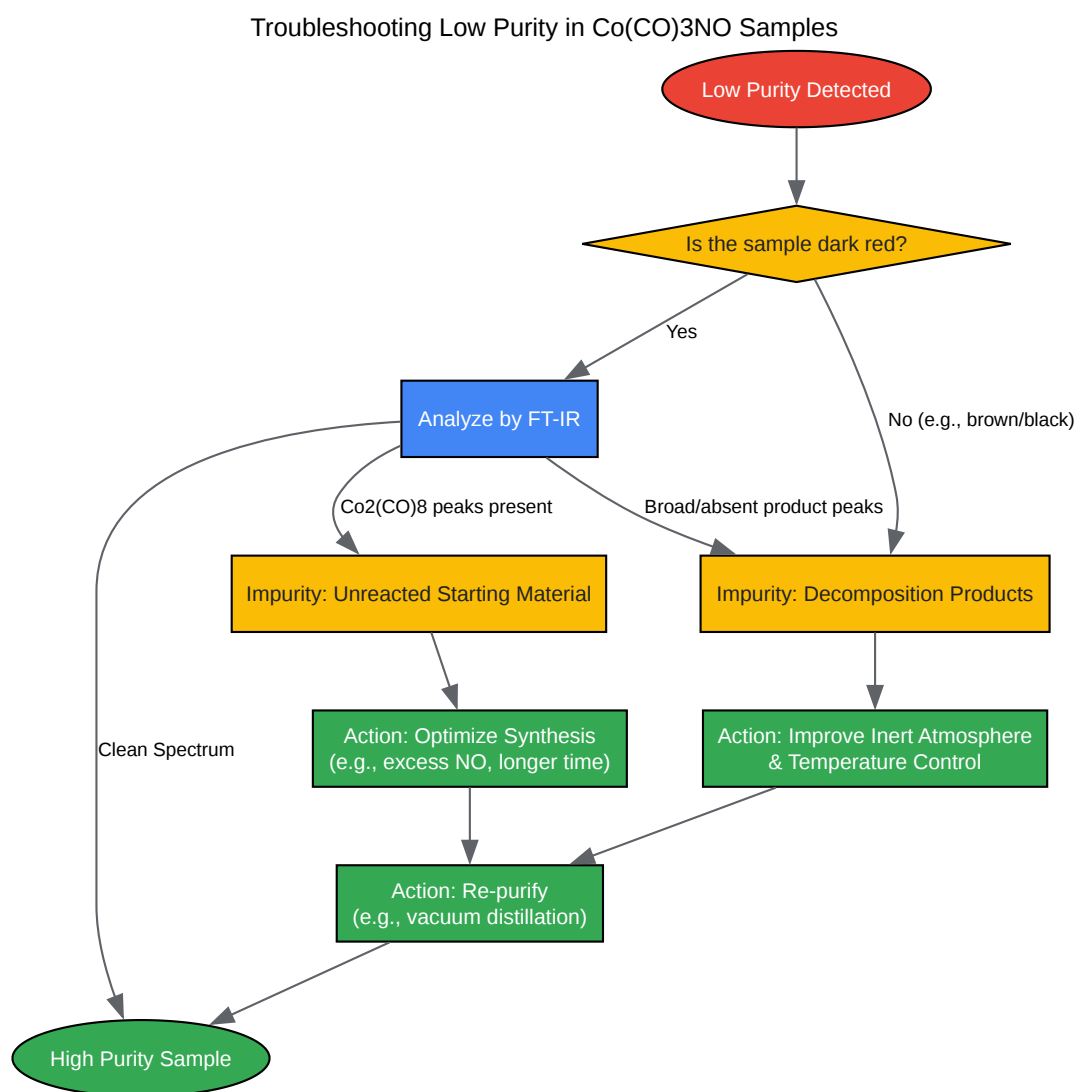 Troubleshooting Low Purity in Co(CO)3NO Samples
Low Purity Detected
Is the sample dark red?
Yes
Analyze by FT-IR
No (e.g., brown/black)
Co2(CO)8 peaks present
Broad/absent product peaks
Impurity: Unreacted Starting Material
Impurity: Decomposition Products
Action: Optimize Synthesis
(e.g., excess NO, longer time)
Action: Improve Inert Atmosphere
& Temperature Control
Clean Spectrum
Action: Re-purify
(e.g., vacuum distillation)
High Purity Sample